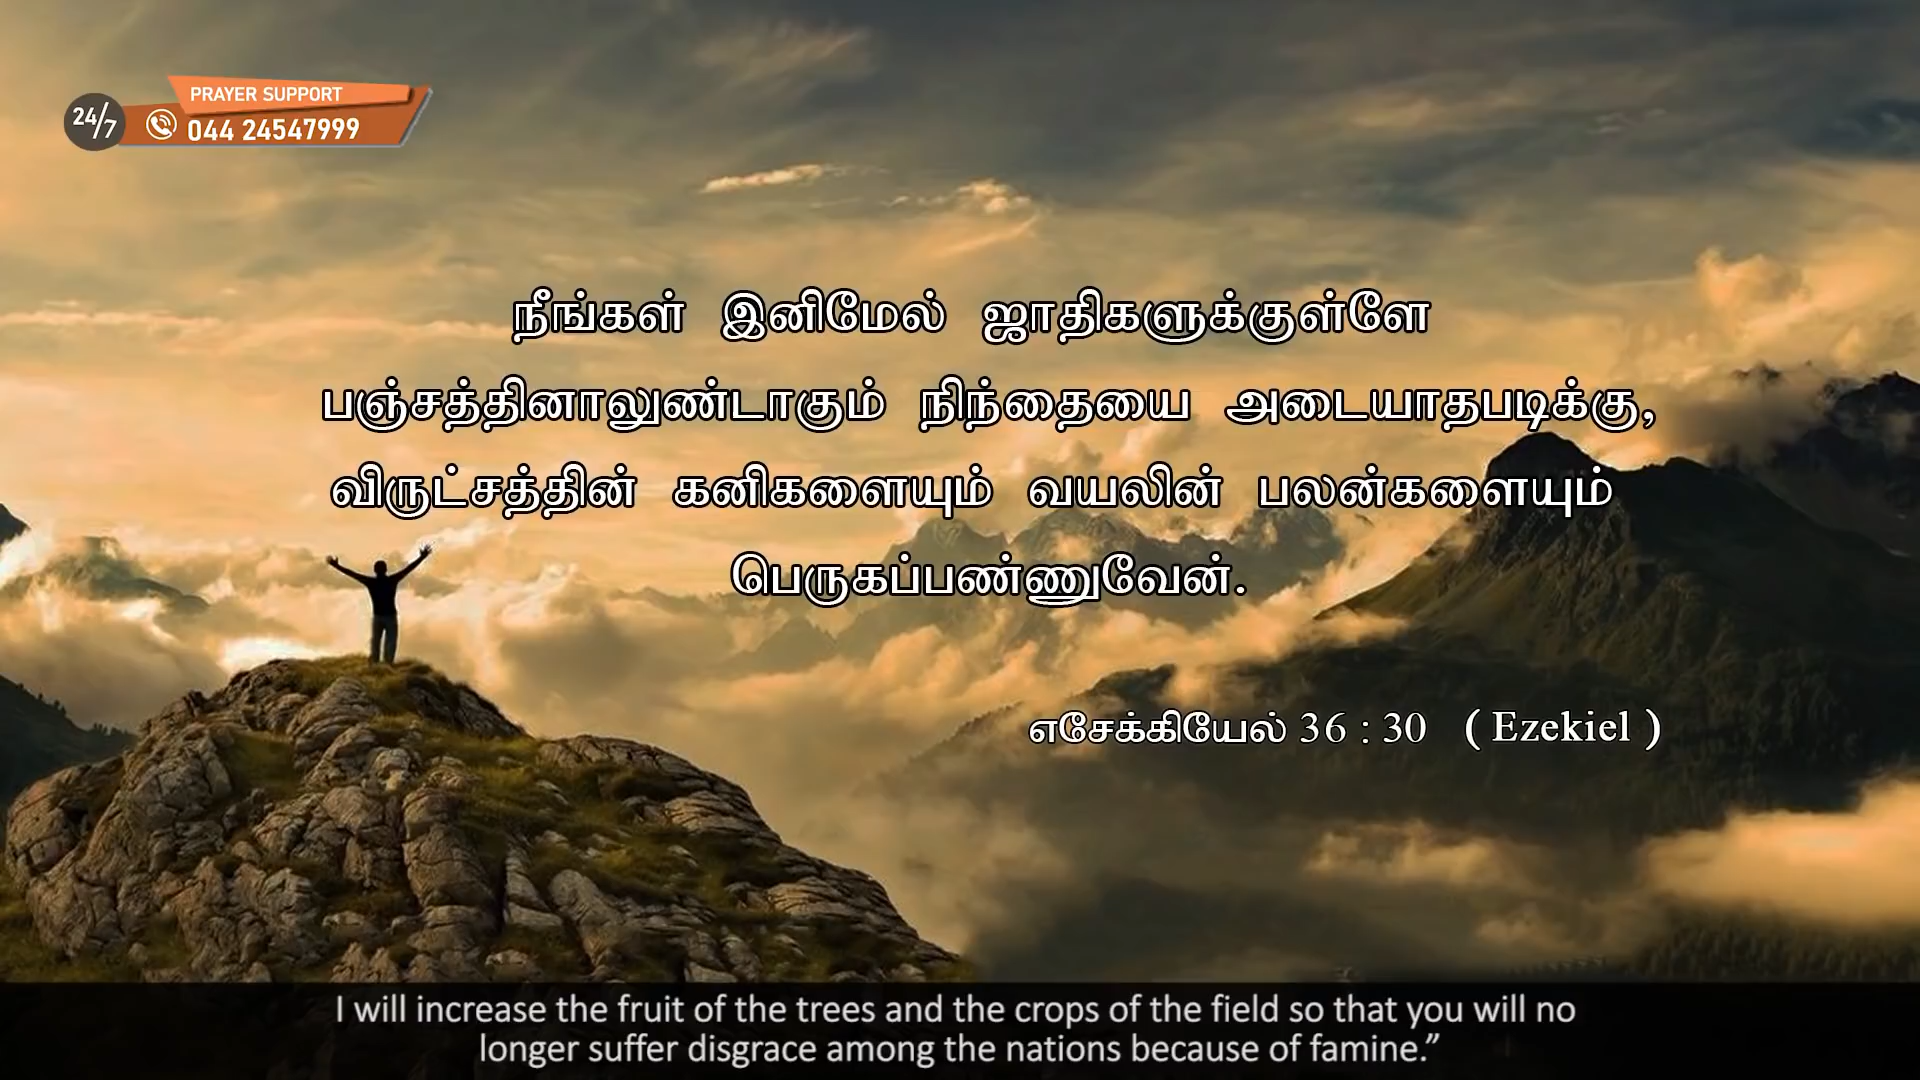 PRAYER SUPPORT
24/7
044 24547999
நீங்கள் இனிமேல் ஜாதிகளுக்குள்ளே
பஞ்சத்தினாலுண்டாகும் நிந்தையை அடையாதபடிக்கு,
விருட்சத்தின் கனிகளையும் வயலின் பலன்களையும்
பெருகப்பண்ணுவேன்.
எசேக்கியேல் 36 : 30 ( Ezekiel )
I will increase the fruit of the trees and the crops of the field so that you will no
longer suffer disgrace among the nations because of famine.”